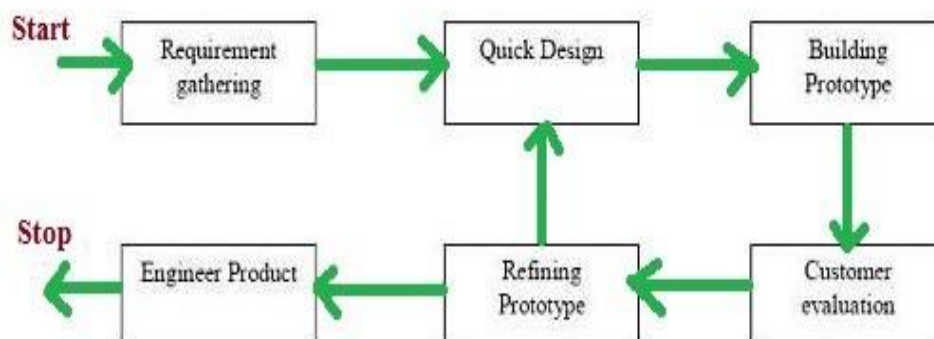 Start
Requirement
gathering
Quick Design
Building
Prototype
Stop
Engineer Product
Refining
Prototype
Customer
evaluation